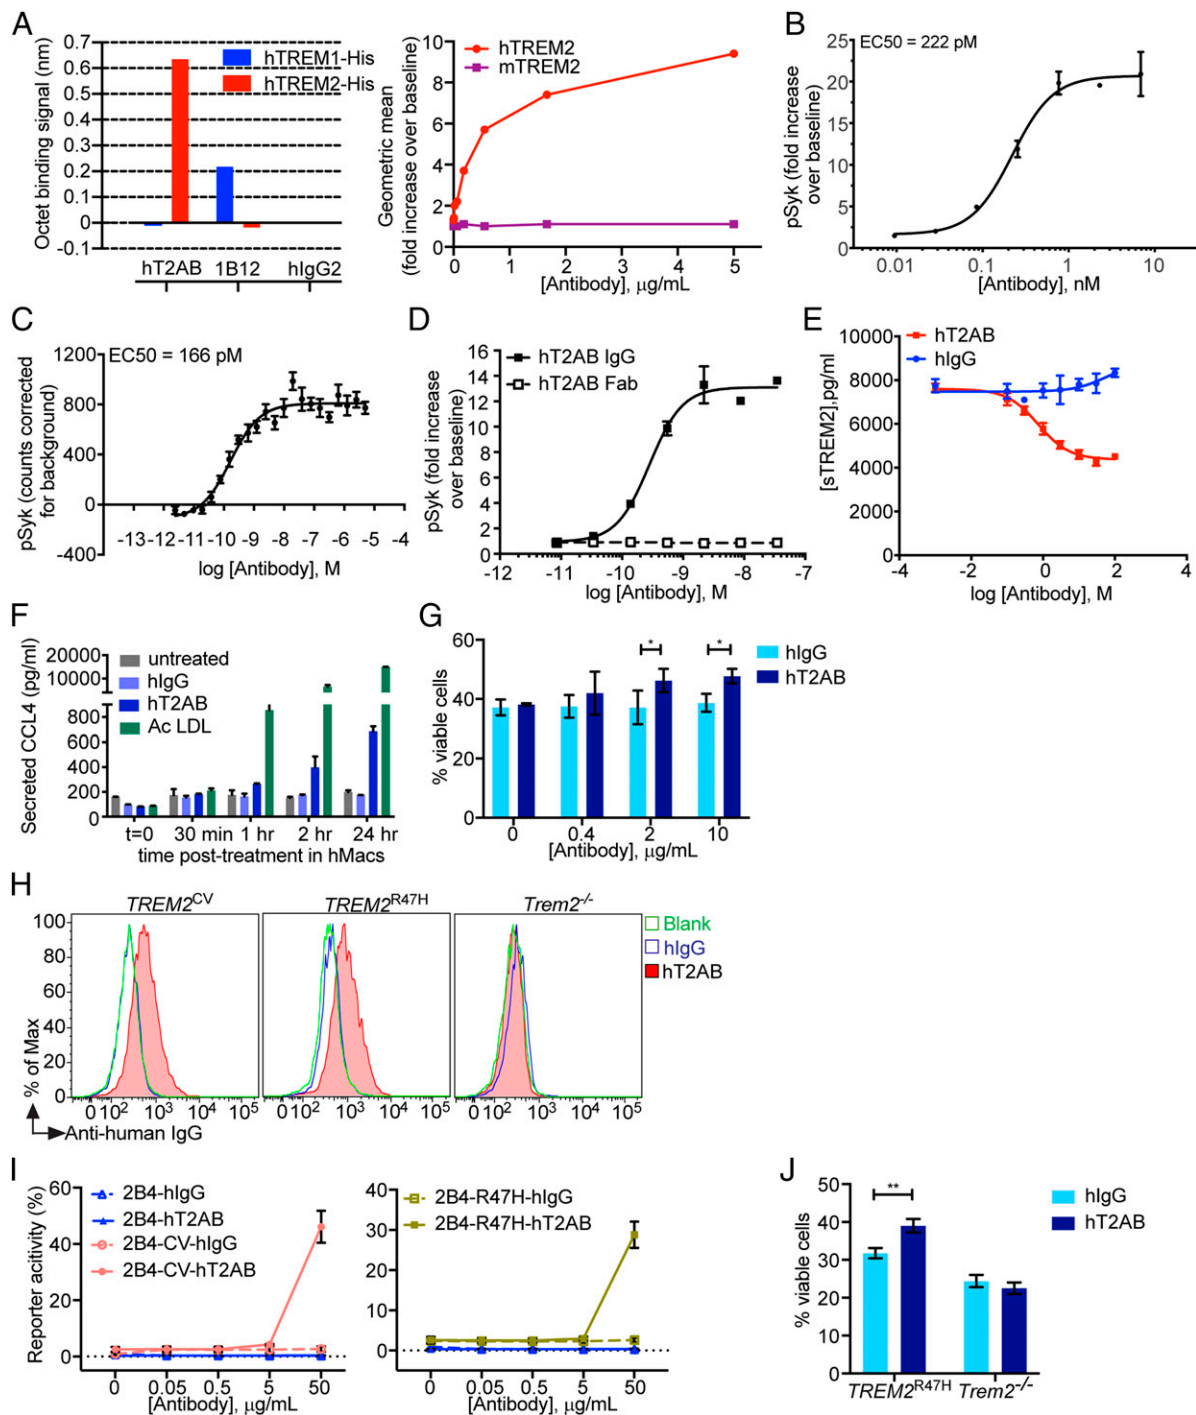 A
0.7
0.6
0.5
0.4
0.3
0.2
0.1
0
-0.1
Octet binding signal (nm)
hTREM1-His
hTREM2-His
hT2AB 1B12 hIgG2
10
8
6
4
2
0
Geometric mean
(fold increase over baseline)
hTREM2
mTREM2
0 1 2 3 4 5
[Antibody], μg/mL
B
EC50 = 222 pM
25
20
15
10
5
0
pSyk (fold increase
over baseline)
0.01 0.1 1 10
[Antibody], nM
C
EC50 = 166 pM
1200
800
400
0
-400
pSyk (counts corrected
for background)
-13 -12 -11 -10 -9 -8 -7 -6 -5 -4
log [Antibody], M
D
hT2AB IgG
hT2AB Fab
16
14
12
10
8
6
4
2
0
pSyk (fold increase
over baseline)
-12 -11 -10 -9 -8 -7
log [Antibody], M
E
hT2AB
hIgG
10000
8000
6000
4000
2000
0
[sTREM2],pg/ml
-4 -2 0 2 4
log [Antibody], M
F
untreated
hIgG
hT2AB
Ac LDL
20000
10000
800
600
400
200
0
Secreted CCL4 (pg/ml)
t=0 30 min 1 hr 2 hr 24 hr
time post-treatment in hMacs
G
hIgG
hT2AB
* *
60
40
20
0
% viable cells
0 0.4 2 10
[Antibody], μg/mL
H
TREM2CV TREM2R47H Trem2-/-
Blank
hIgG
hT2AB
100
80
60
40
20
0
% of Max
0 10² 10³ 10⁴ 10⁵ 0 10² 10³ 10⁴ 10⁵ 0 10² 10³ 10⁴ 10⁵
Anti-human IgG
I
2B4-hIgG
2B4-hT2AB
2B4-CV-hIgG
2B4-CV-hT2AB
60
40
20
0
Reporter acitivity (%)
0 0.05 0.5 5 50
[Antibody], μg/mL
2B4-R47H-hIgG
2B4-R47H-hT2AB
40
30
20
10
0
0 0.05 0.5 5 50
[Antibody], μg/mL
J
hIgG
hT2AB
**
50
40
30
20
10
0
% viable cells
TREM2R47H Trem2-/-